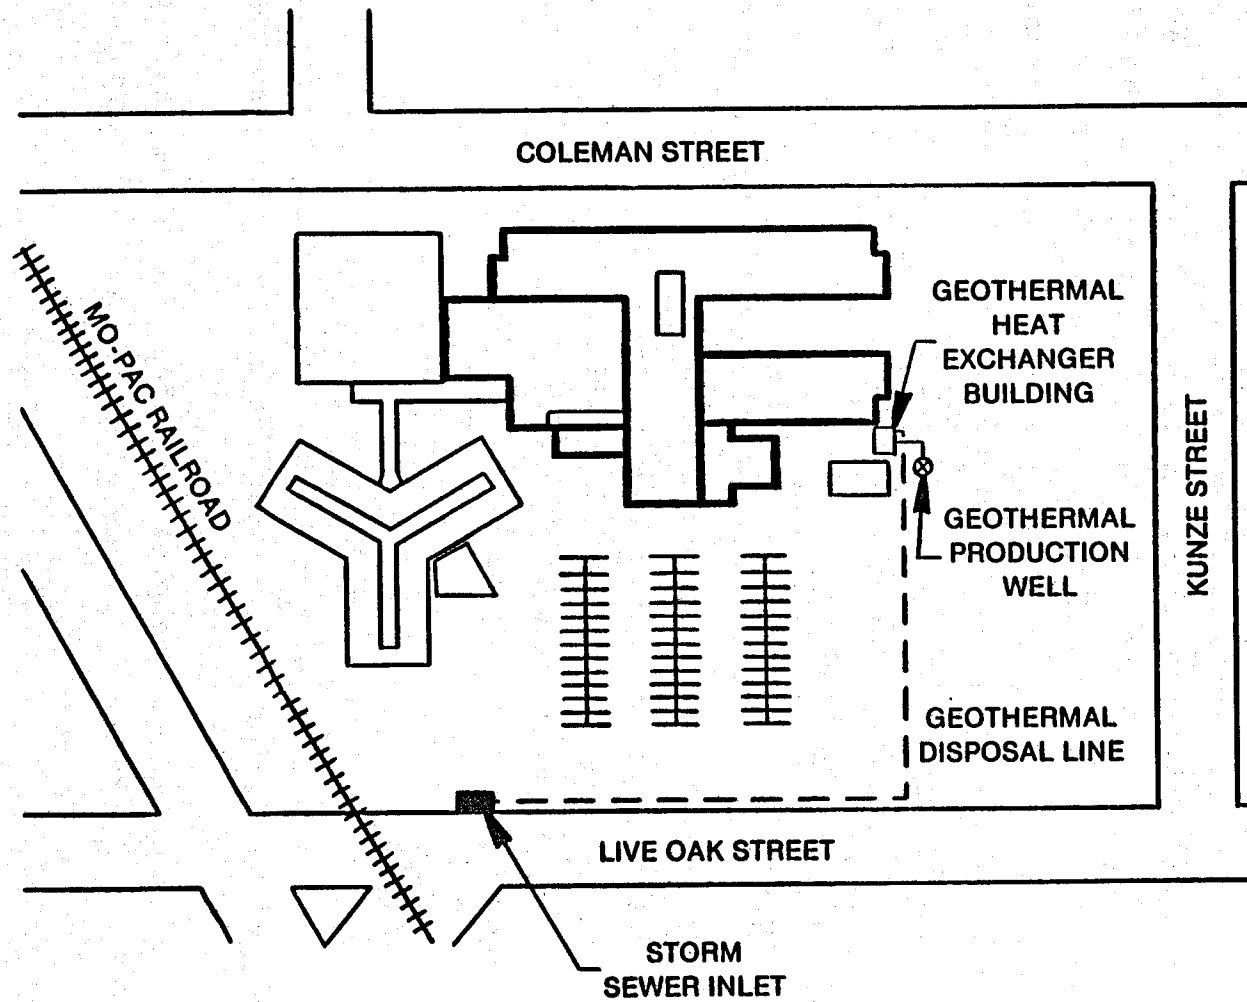 COLEMAN STREET
GEOTHERMAL
HEAT
EXCHANGER
BUILDING
MO-PAC RAILROAD
KUNZE STREET
GEOTHERMAL
PRODUCTION
WELL
GEOTHERMAL
DISPOSAL LINE
LIVE OAK STREET
STORM
SEWER INLET